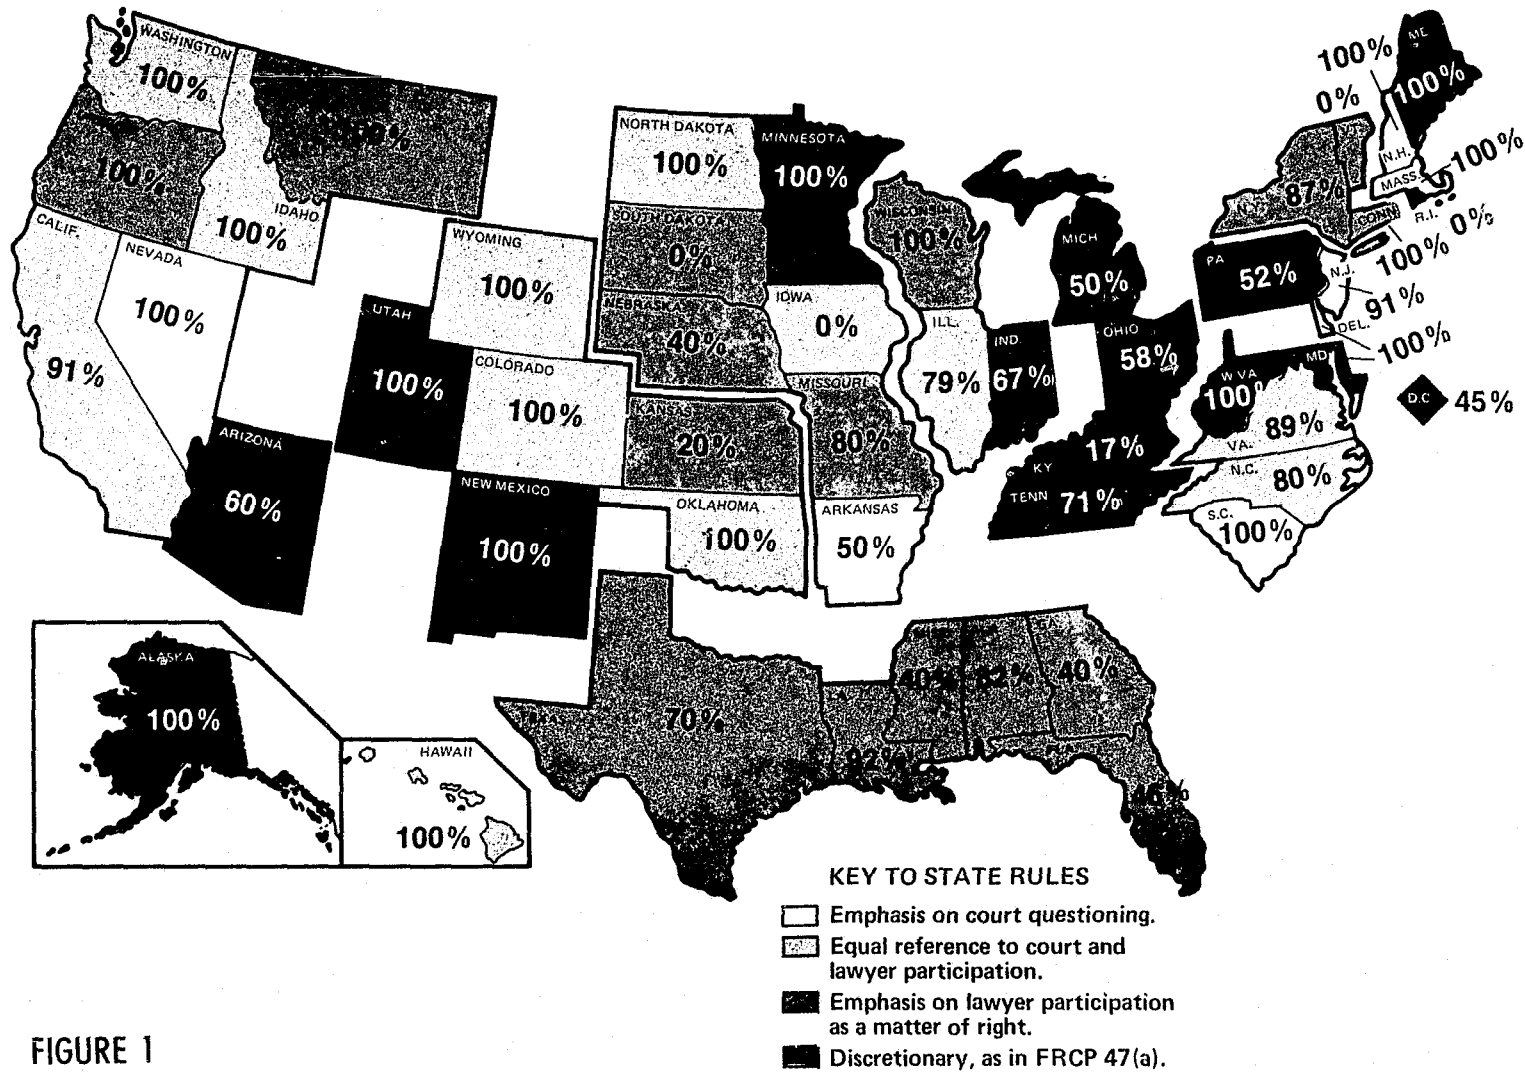 WASHINGTON
100%
100%
100%
IDAHO
100%
CALIF.
91%
NEVADA
100%
WYOMING
100%
UTAH
100%
COLORADO
100%
ARIZONA
60%
NEW MEXICO
100%
NORTH DAKOTA
100%
SOUTH DAKOTA
0%
NEBRASKA
40%
KANSAS
20%
OKLAHOMA
100%
70%
MINNESOTA
100%
IOWA
0%
MISSOURI
80%
ARKANSAS
50%
WISCONSIN
100%
ILL.
79%
MICH
50%
IND.
67%
OHIO
58%
KY
17%
TENN
71%
W VA
100%
VA.
89%
N.C.
80%
S.C.
100%
40%
40%
92%
PA
52%
87%
ME
100%
100%
0%
N.H.
MASS.
100%
CONN
R.I.
0%
100%
N.J.
91%
DEL.
100%
MD
D.C
45%
ALASKA
100%
HAWAII
100%
KEY TO STATE RULES
Emphasis on court questioning.
Equal reference to court and
lawyer participation.
Emphasis on lawyer participation
as a matter of right.
Discretionary, as in FRCP 47(a).
FIGURE 1